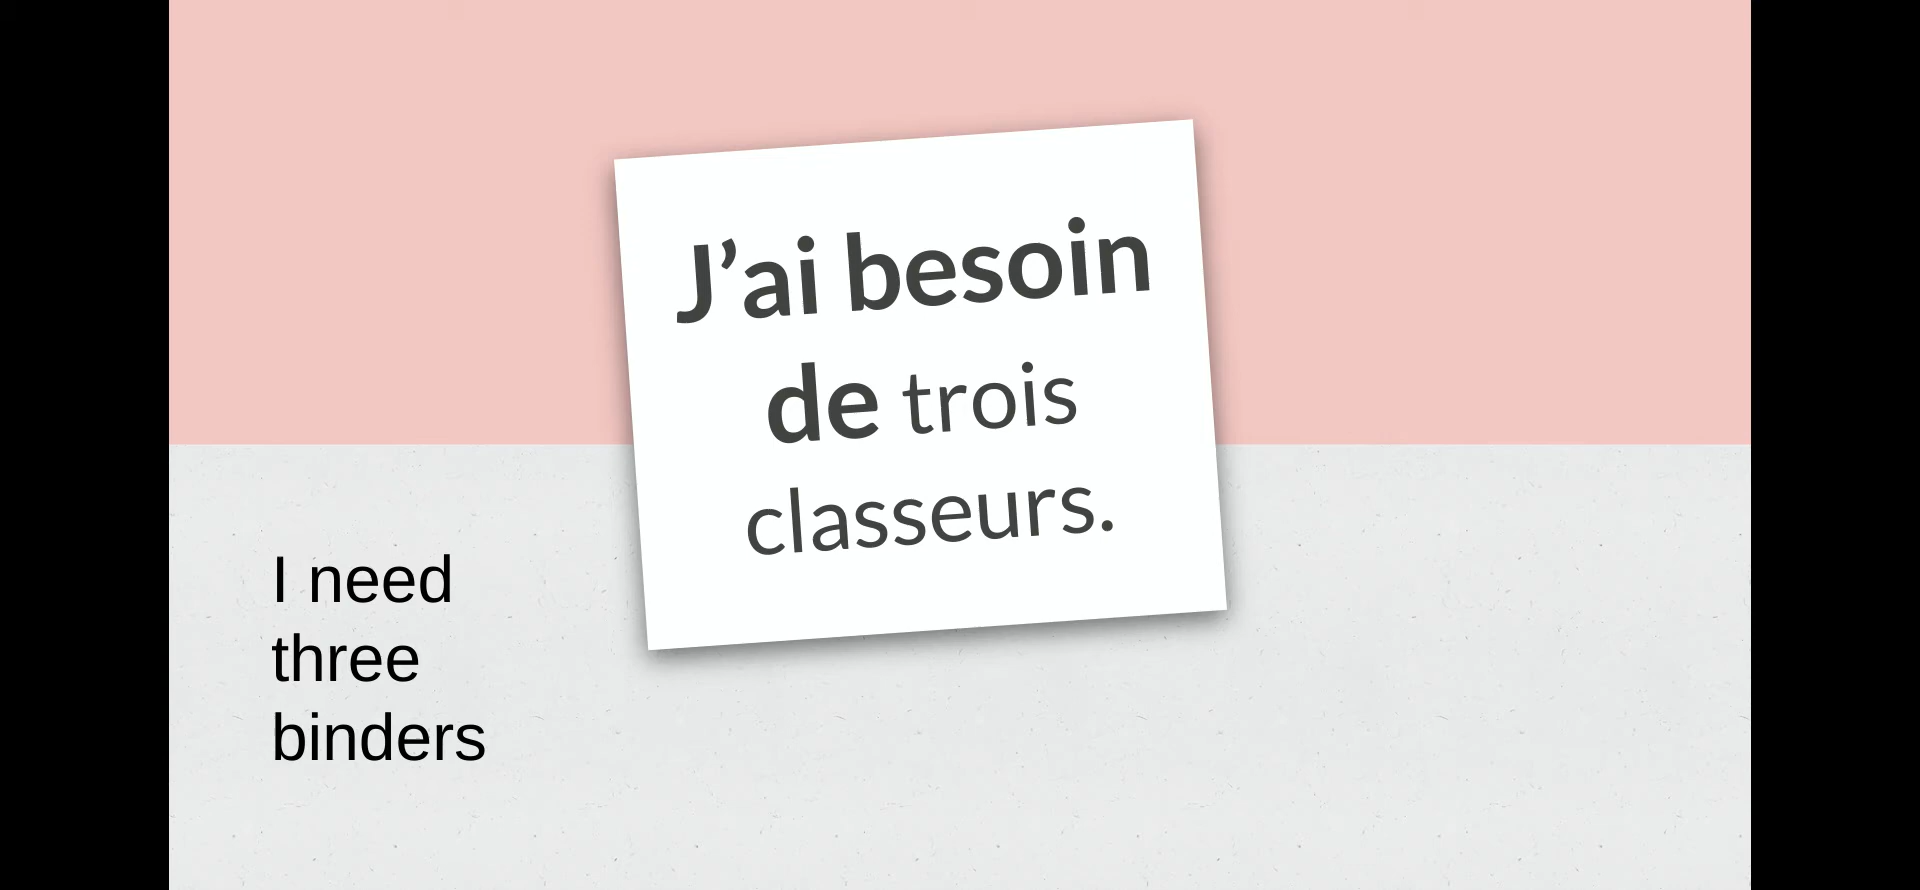 J’ai besoin
de trois
classeurs.
I need
three
binders